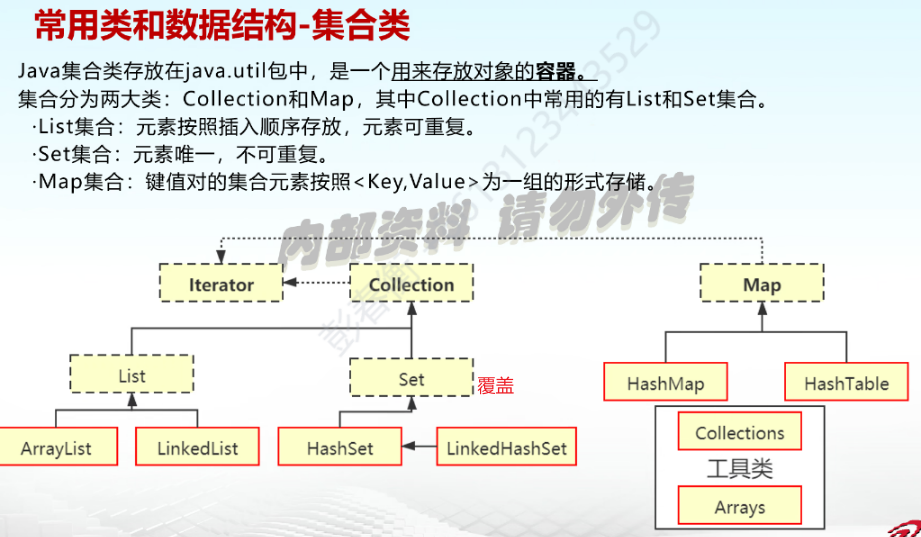 常用类和数据结构-集合类
Java集合类存放在java.util包中，是一个用来存放对象的容器。
集合分为两大类：Collection和Map，其中Collection中常用的有List和Set集合。
·List集合：元素按照插入顺序存放，元素可重复。
·Set集合：元素唯一，不可重复。
·Map集合：键值对的集合元素按照<Key,Value>为一组的形式存储。
内部资料 请勿外传
Iterator
Collection
Map
List
Set
覆盖
HashMap
HashTable
ArrayList
LinkedList
HashSet
LinkedHashSet
Collections
工具类
Arrays